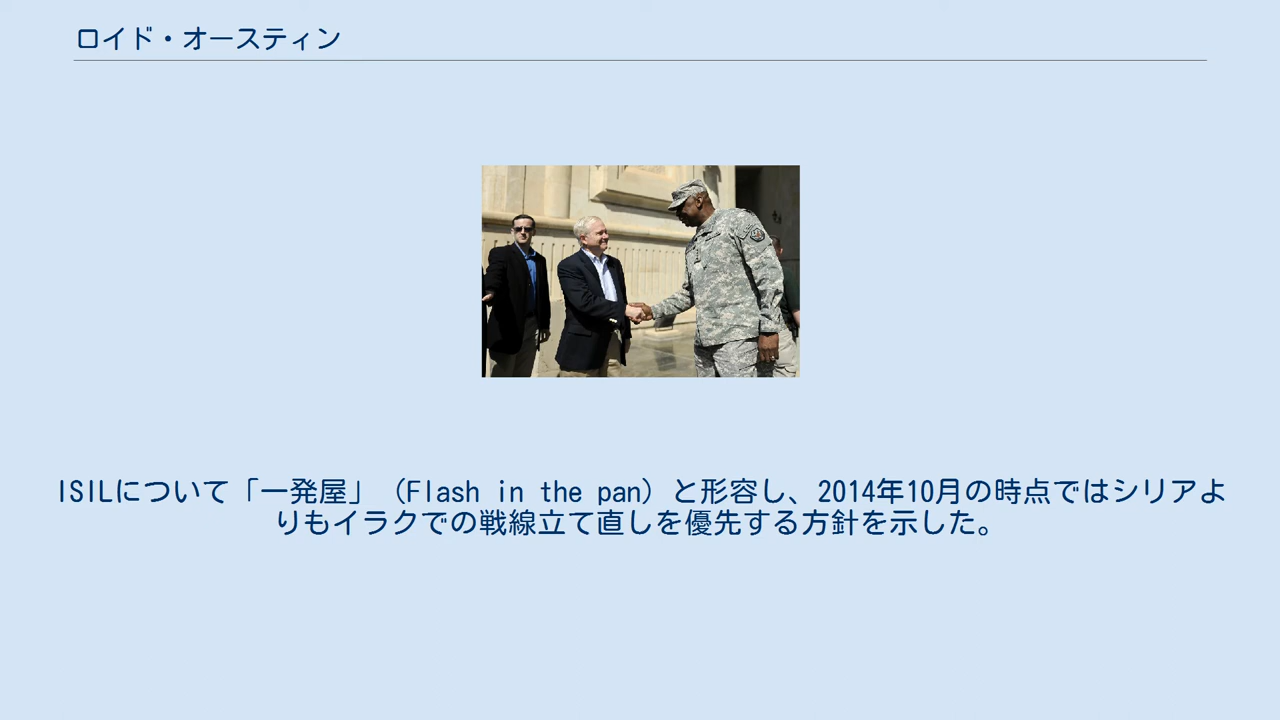 ロイド・オースティン
ISILについて「一発屋」（Flash in the pan）と形容し、2014年10月の時点ではシリアよ
りもイラクでの戦線立て直しを優先する方針を示した。